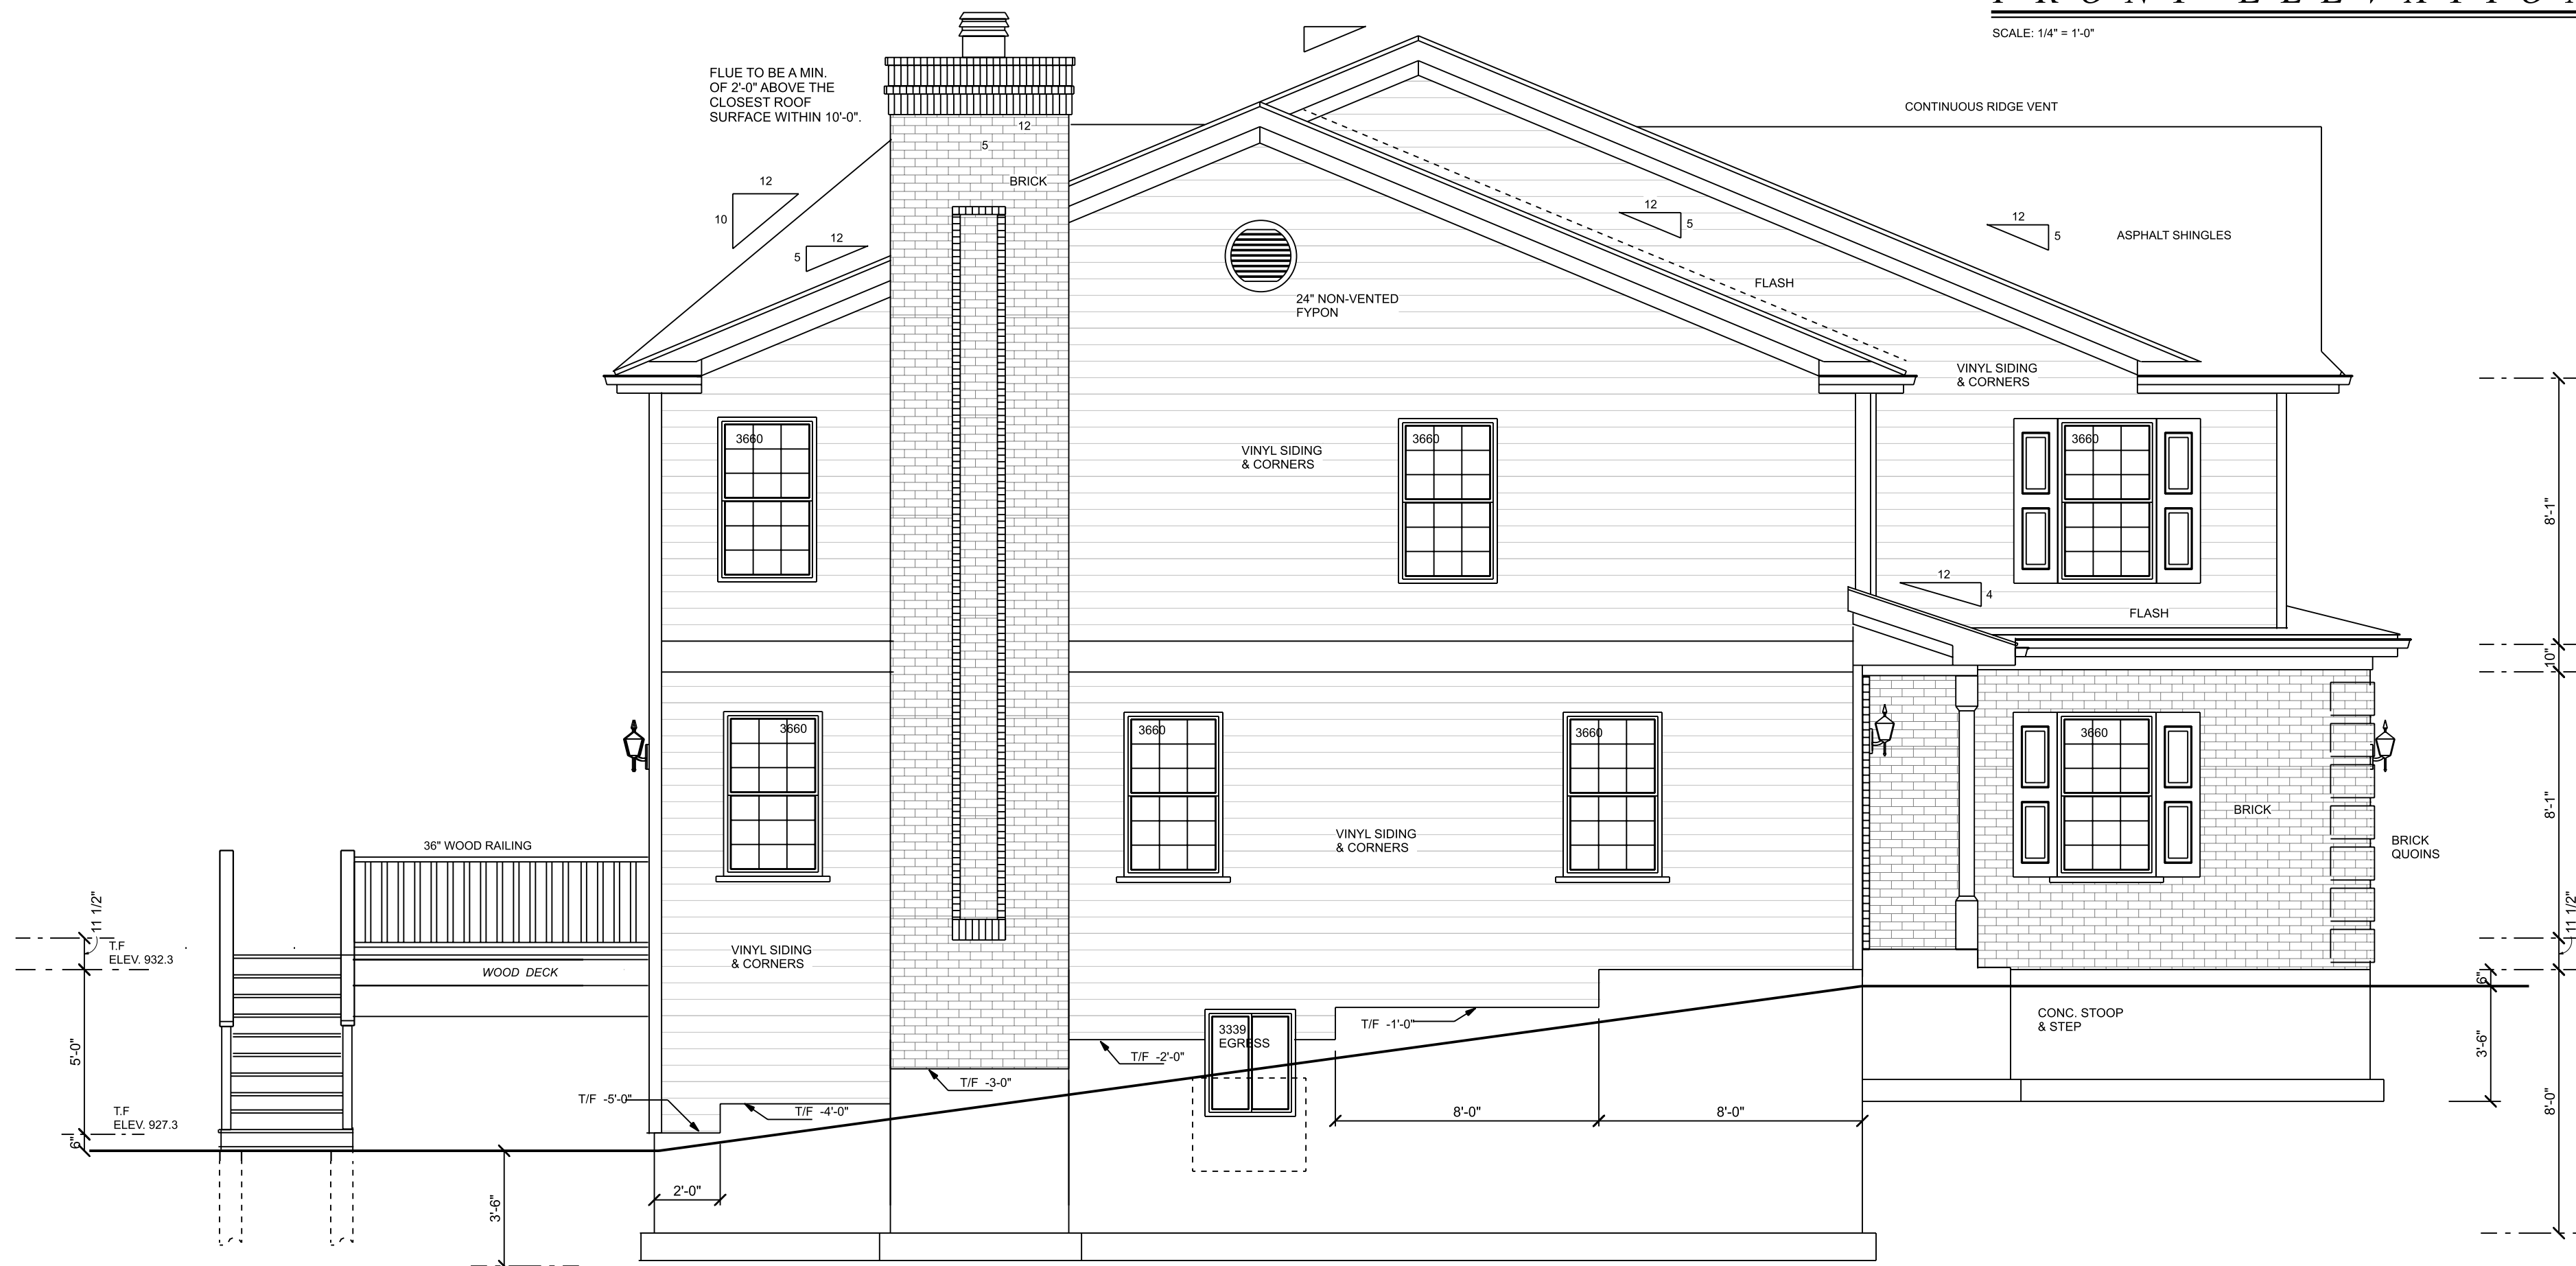 FRONT ELEVATION
SCALE: 1/4" = 1'-0"
FLUE TO BE A MIN.
OF 2'-0" ABOVE THE
CLOSEST ROOF
SURFACE WITHIN 10'-0".
CONTINUOUS RIDGE VENT
12
5
BRICK
12
10
12
5
12
5
12
5
ASPHALT SHINGLES
FLASH
24" NON-VENTED
FYPON
VINYL SIDING
& CORNERS
3660
VINYL SIDING
& CORNERS
3660
3660
8'-1"
12
4
FLASH
10"
3660
3660
3660
3660
8'-1"
BRICK
VINYL SIDING
& CORNERS
BRICK
QUOINS
36" WOOD RAILING
11 1/2"
T.F
ELEV. 932.3
WOOD DECK
VINYL SIDING
& CORNERS
11 1/2"
6"
3339
EGRESS
T/F -1'-0"
CONC. STOOP
& STEP
5'-0"
T/F -2'-0"
3'-6"
T/F -3-0"
T/F -5'-0"
T/F -4'-0"
8'-0"
8'-0"
8'-0"
T.F
ELEV. 927.3
6"
2'-0"
3'-6"